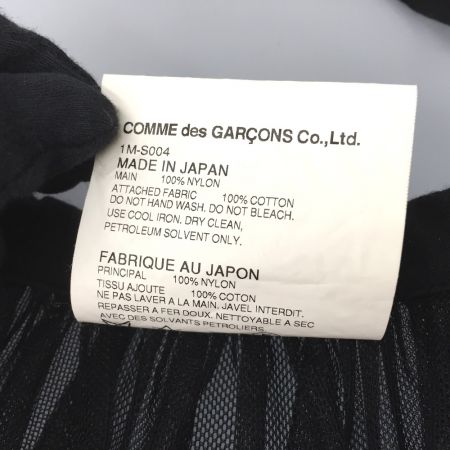 COMME des GARÇONS Co.,Ltd.
1M-S004
MADE IN JAPAN
MAIN 100% NYLON
ATTACHED FABRIC 100% COTTON
DO NOT HAND WASH. DO NOT BLEACH.
USE COOL IRON. DRY CLEAN,
PETROLEUM SOLVENT ONLY.
FABRIQUE AU JAPON
PRINCIPAL 100% NYLON
TISSU AJOUTE 100% COTON
NE PAS LAVER A LA MAIN. JAVEL INTERDIT.
REPASSER A FER DOUX. NETTOYABLE A SEC
AVEC DES SOLVANTS PETROLIERS.